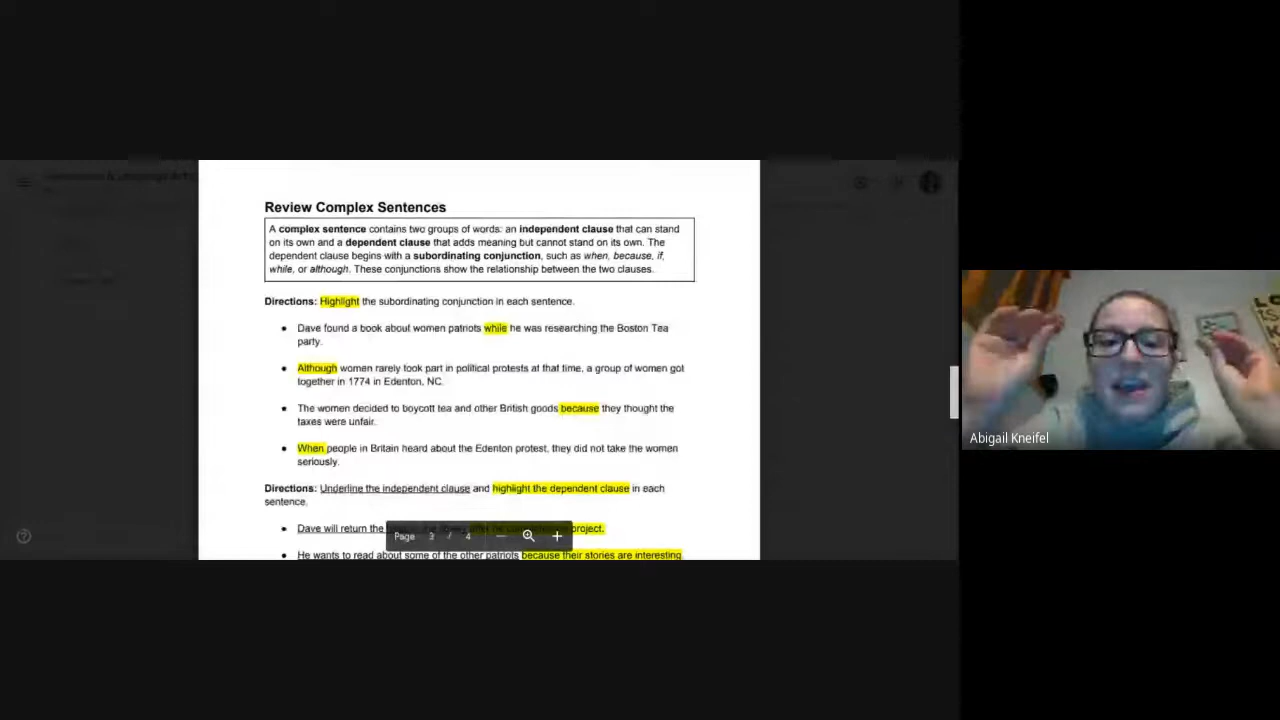 Review Complex Sentences
A complex sentence contains two groups of words: an independent clause that can stand
on its own and a dependent clause that adds meaning but cannot stand on its own. The
dependent clause begins with a subordinating conjunction, such as when, because, if,
while, or although. These conjunctions show the relationship between the two clauses.
Directions: Highlight the subordinating conjunction in each sentence.
● Dave found a book about women patriots while he was researching the Boston Tea
party.
● Although women rarely took part in political protests at that time, a group of women got
together in 1774 in Edenton, NC.
● The women decided to boycott tea and other British goods because they thought the
taxes were unfair.
● When people in Britain heard about the Edenton protest, they did not take the women
seriously.
Directions: Underline the independent clause and highlight the dependent clause in each
sentence.
● Dave will return the project.
Page 3 / 4
● He wants to read about some of the other patriots because their stories are interesting.
Abigail Kneifel